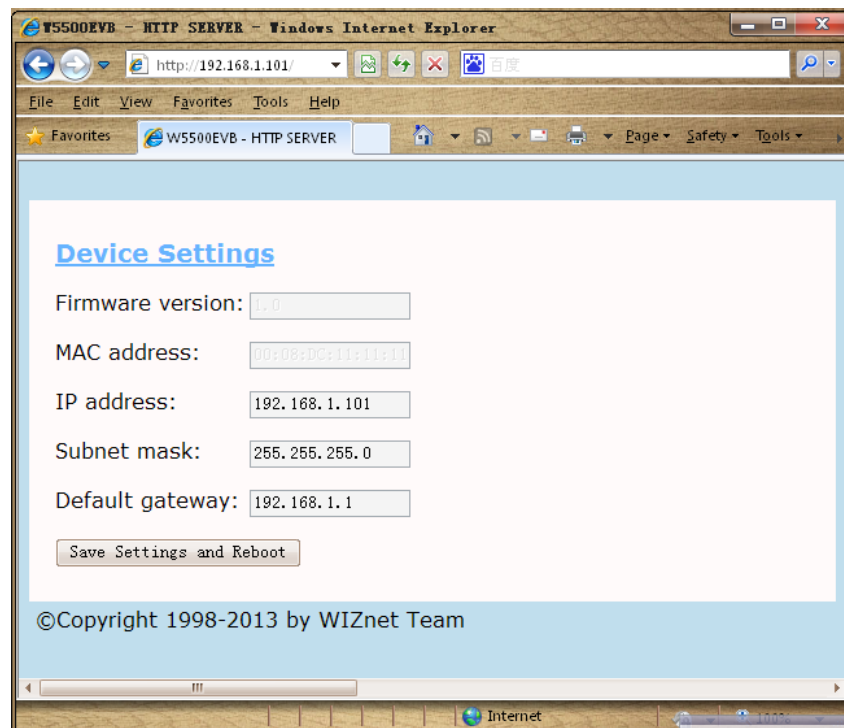 W5500EVB - HTTP SERVER - Windows Internet Explorer
http://192.168.1.101/
百度
File Edit View Favorites Tools Help
Favorites W5500EVB - HTTP SERVER Page Safety Tools
Device Settings
Firmware version: 1.0
MAC address: 00:08:DC:11:11:11
IP address: 192.168.1.101
Subnet mask: 255.255.255.0
Default gateway: 192.168.1.1
Save Settings and Reboot
©Copyright 1998-2013 by WIZnet Team
Internet 100%